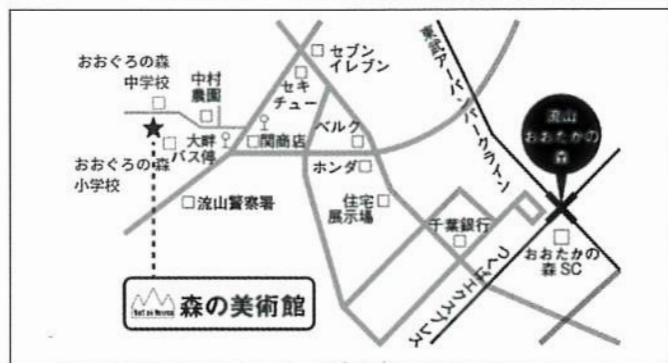 セブン
イレブン
おおぐろの森
中学校
中村
農園
セキ
チュー
東武アーバンパークライン
流山
おおたかの
森
大畔
バス停
関商店
ベルク
おおぐろの森
小学校
ホンダ
流山警察署
住宅
展示場
千葉銀行
おおたかの
森SC
つくばエクスプレス
森の美術館